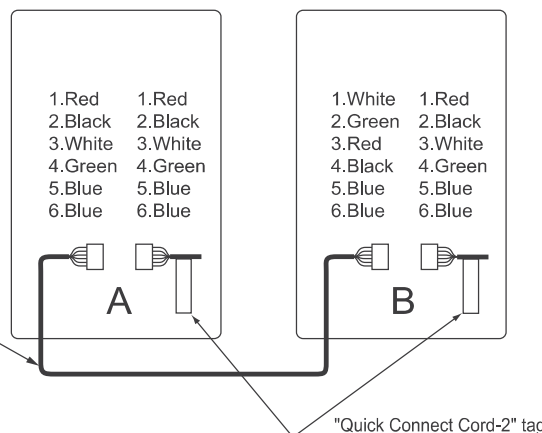 1.Red 1.Red
2.Black 2.Black
3.White 3.White
4.Green 4.Green
5.Blue 5.Blue
6.Blue 6.Blue
A
1.White 1.Red
2.Green 2.Black
3.Red 3.White
4.Black 4.Green
5.Blue 5.Blue
6.Blue 6.Blue
B
"Quick Connect Cord-2" tag